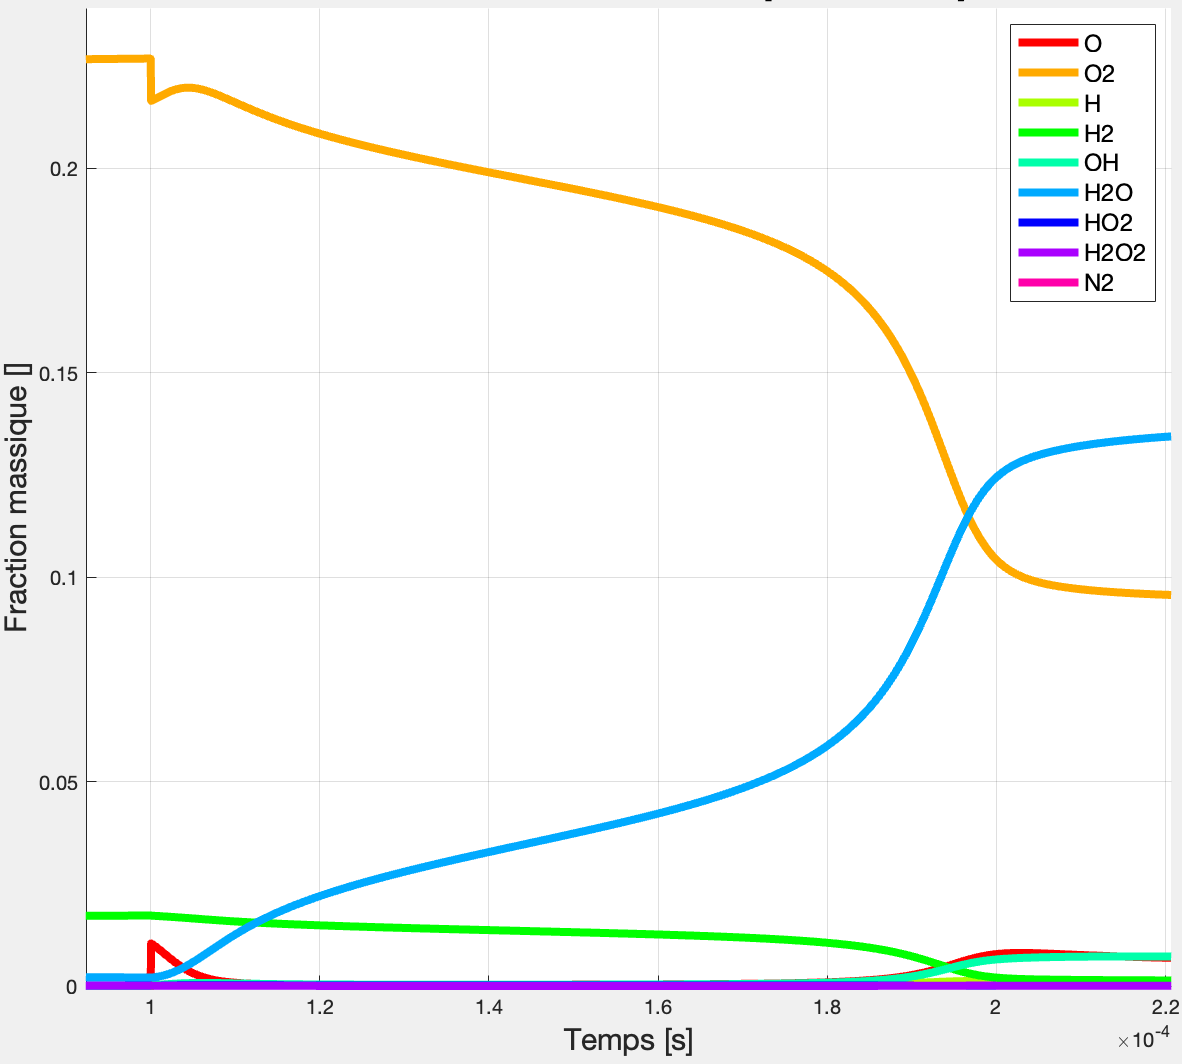 O
O2
H
H2
OH
H2O
HO2
H2O2
N2
0.2
0.15
0.1
0.05
0
Fraction massique []
1
1.2
1.4
1.6
1.8
2
2.2
Temps [s]
×10-4